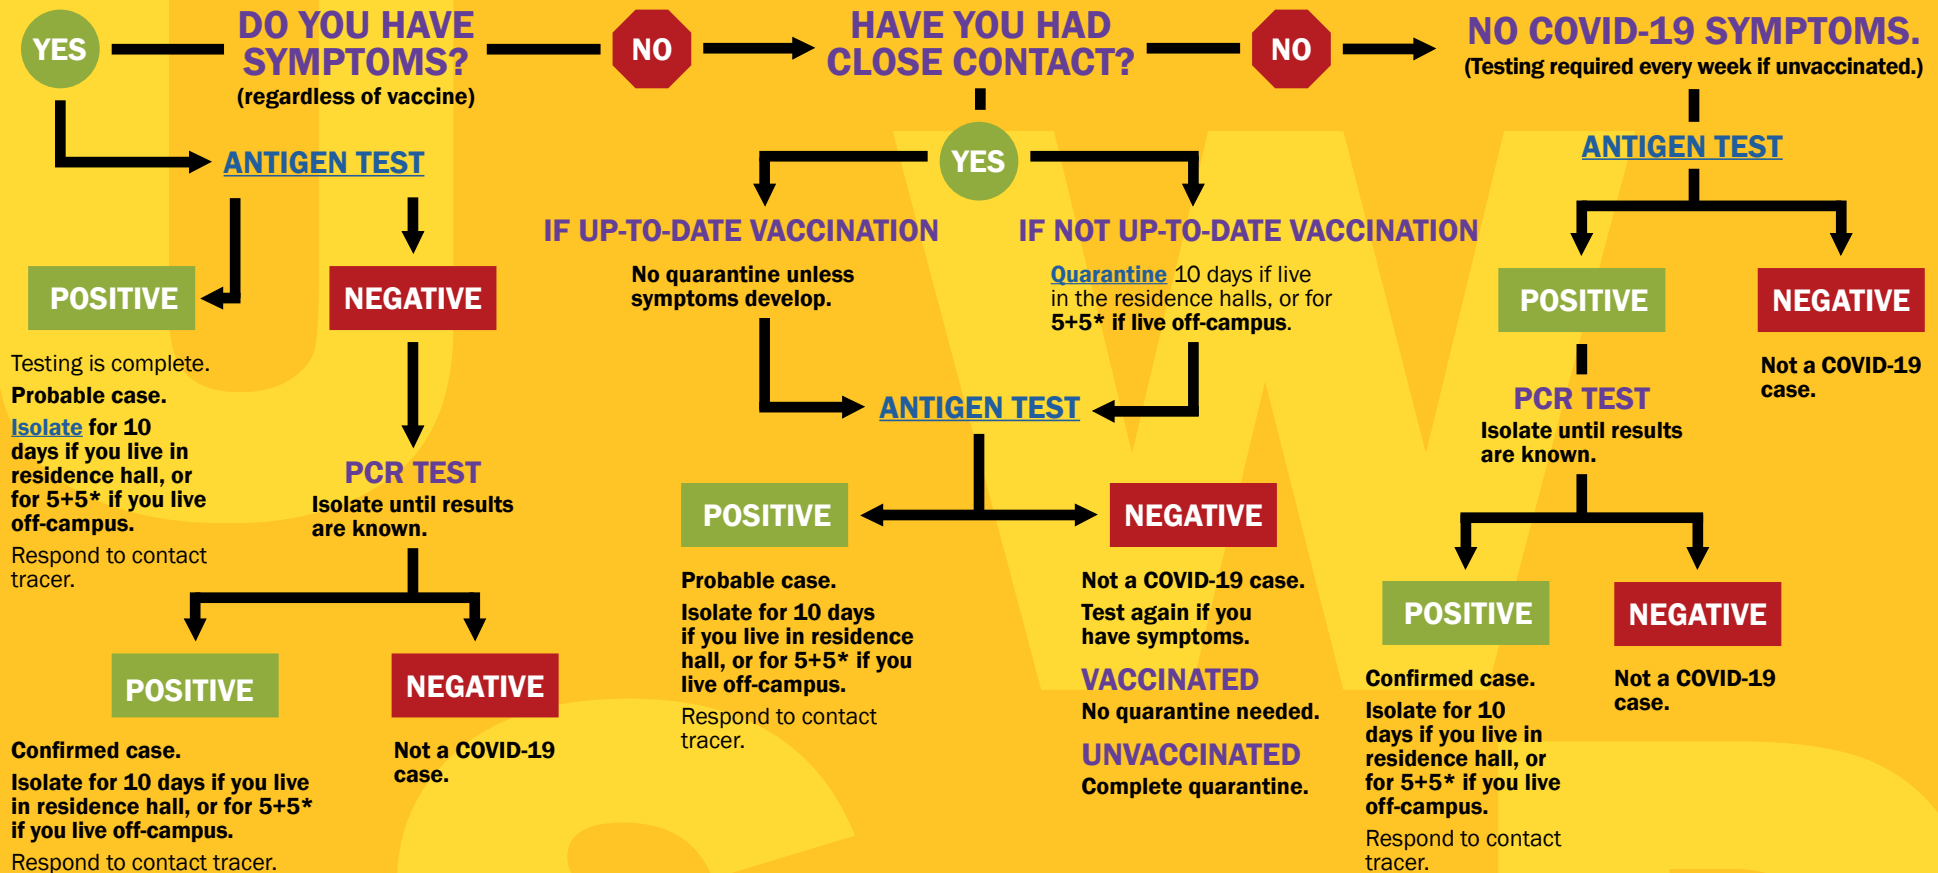 YES
DO YOU HAVE
SYMPTOMS?
(regardless of vaccine)
NO
HAVE YOU HAD
CLOSE CONTACT?
NO
NO COVID-19 SYMPTOMS.
(Testing required every week if unvaccinated.)
ANTIGEN TEST
POSITIVE
Testing is complete.
Probable case.
Isolate for 10
days if you live in
residence hall, or
for 5+5* if you live
off-campus.
Respond to contact
tracer.
NEGATIVE
PCR TEST
Isolate until results
are known.
POSITIVE
Confirmed case.
Isolate for 10 days if you live
in residence hall, or for 5+5*
if you live off-campus.
Respond to contact tracer.
NEGATIVE
Not a COVID-19
case.
YES
IF UP-TO-DATE VACCINATION
No quarantine unless
symptoms develop.
IF NOT UP-TO-DATE VACCINATION
Quarantine 10 days if live
in the residence halls, or for
5+5* if live off-campus.
ANTIGEN TEST
POSITIVE
Probable case.
Isolate for 10 days
if you live in residence
hall, or for 5+5* if you
live off-campus.
Respond to contact
tracer.
NEGATIVE
Not a COVID-19 case.
Test again if you
have symptoms.
VACCINATED
No quarantine needed.
UNVACCINATED
Complete quarantine.
ANTIGEN TEST
POSITIVE
PCR TEST
Isolate until results
are known.
POSITIVE
Confirmed case.
Isolate for 10
days if you live in
residence hall, or
for 5+5* if you live
off-campus.
Respond to contact
tracer.
NEGATIVE
Not a COVID-19
case.
NEGATIVE
Not a COVID-19
case.